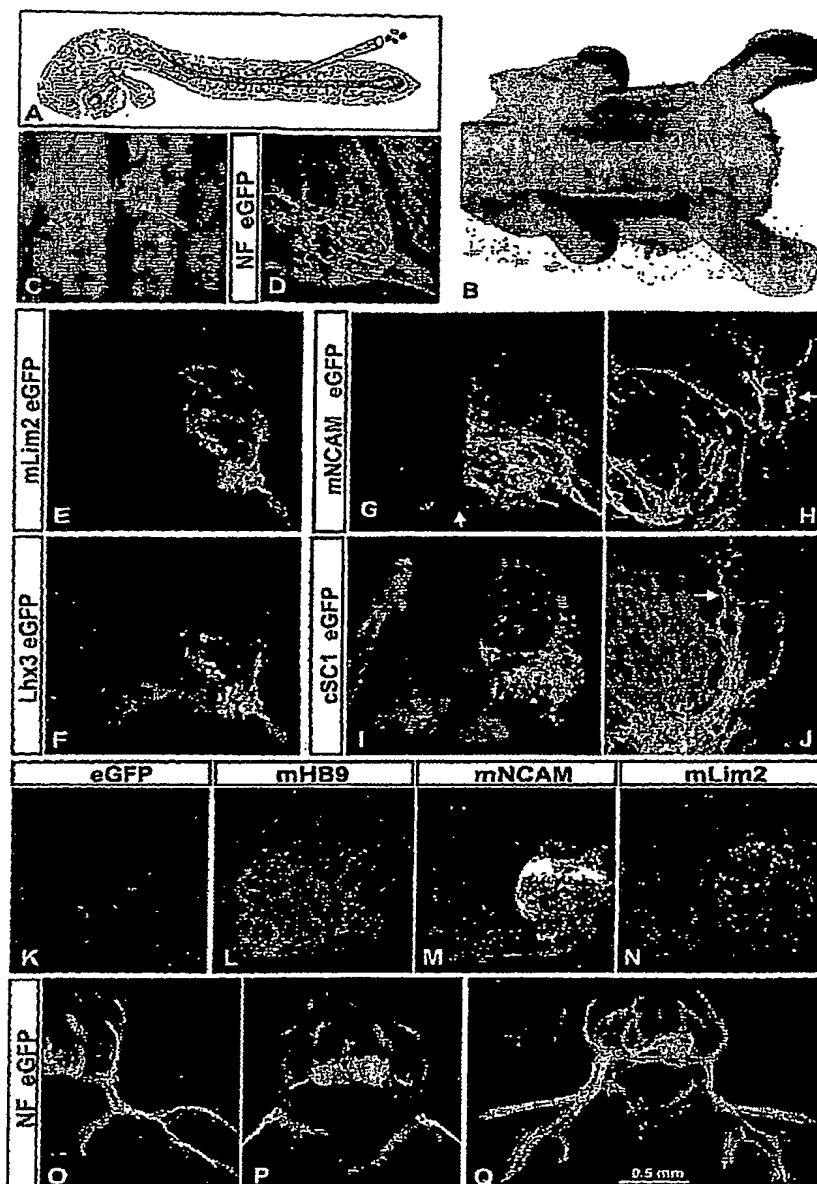 A
B
C
NF eGFP
D
mLim2 eGFP
E
mNCAM eGFP
G
H
Lhx3 eGFP
F
cSC1 eGFP
I
J
eGFP
mHB9
mNCAM
mLim2
K
L
M
N
NF eGFP
O
P
Q
0.5 mm